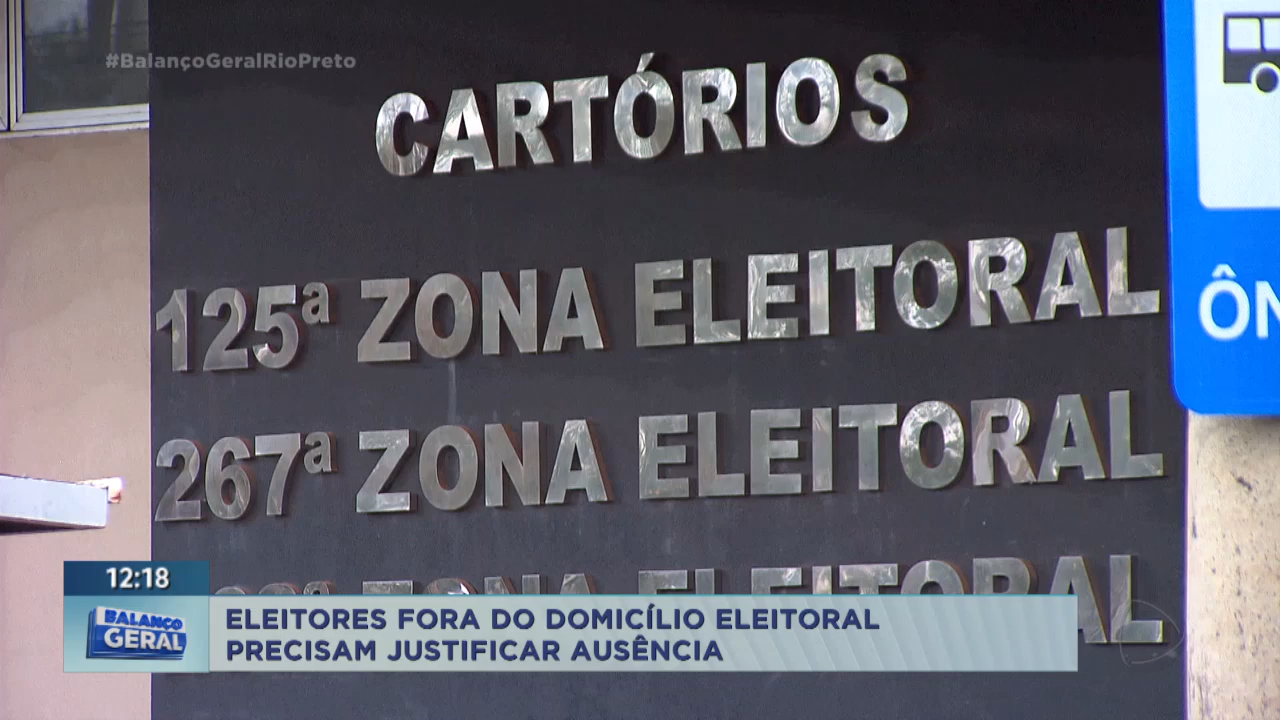 #BalançoGeralRioPreto
CARTÓRIOS
125ª ZONA ELEITORAL
267ª ZONA ELEITORAL
ZONA ELEITORAL
12:18
BALANÇO
GERAL
ELEITORES FORA DO DOMICÍLIO ELEITORAL
PRECISAM JUSTIFICAR AUSÊNCIA